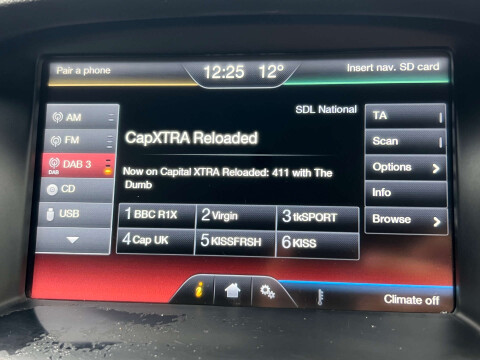 Pair a phone
12:25 12°
Insert nav. SD card
SDL National
AM
FM
DAB 3
DAB
CD
USB
CapXTRA Reloaded
Now on Capital XTRA Reloaded: 411 with The
Dumb
1 BBC R1X
2 Virgin
3 tkSPORT
4 Cap UK
5 KISSFRSH
6 KISS
TA
Scan
Options
Info
Browse
i
Climate off